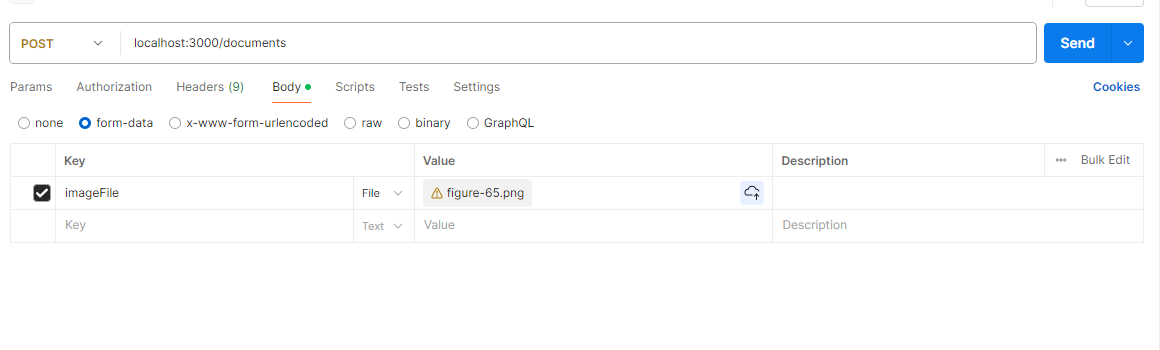 POST localhost:3000/documents Send
Params Authorization Headers (9) Body Scripts Tests Settings Cookies
none form-data x-www-form-urlencoded raw binary GraphQL
Key Value Description ••• Bulk Edit
imageFile File figure-65.png
Key Text Value Description